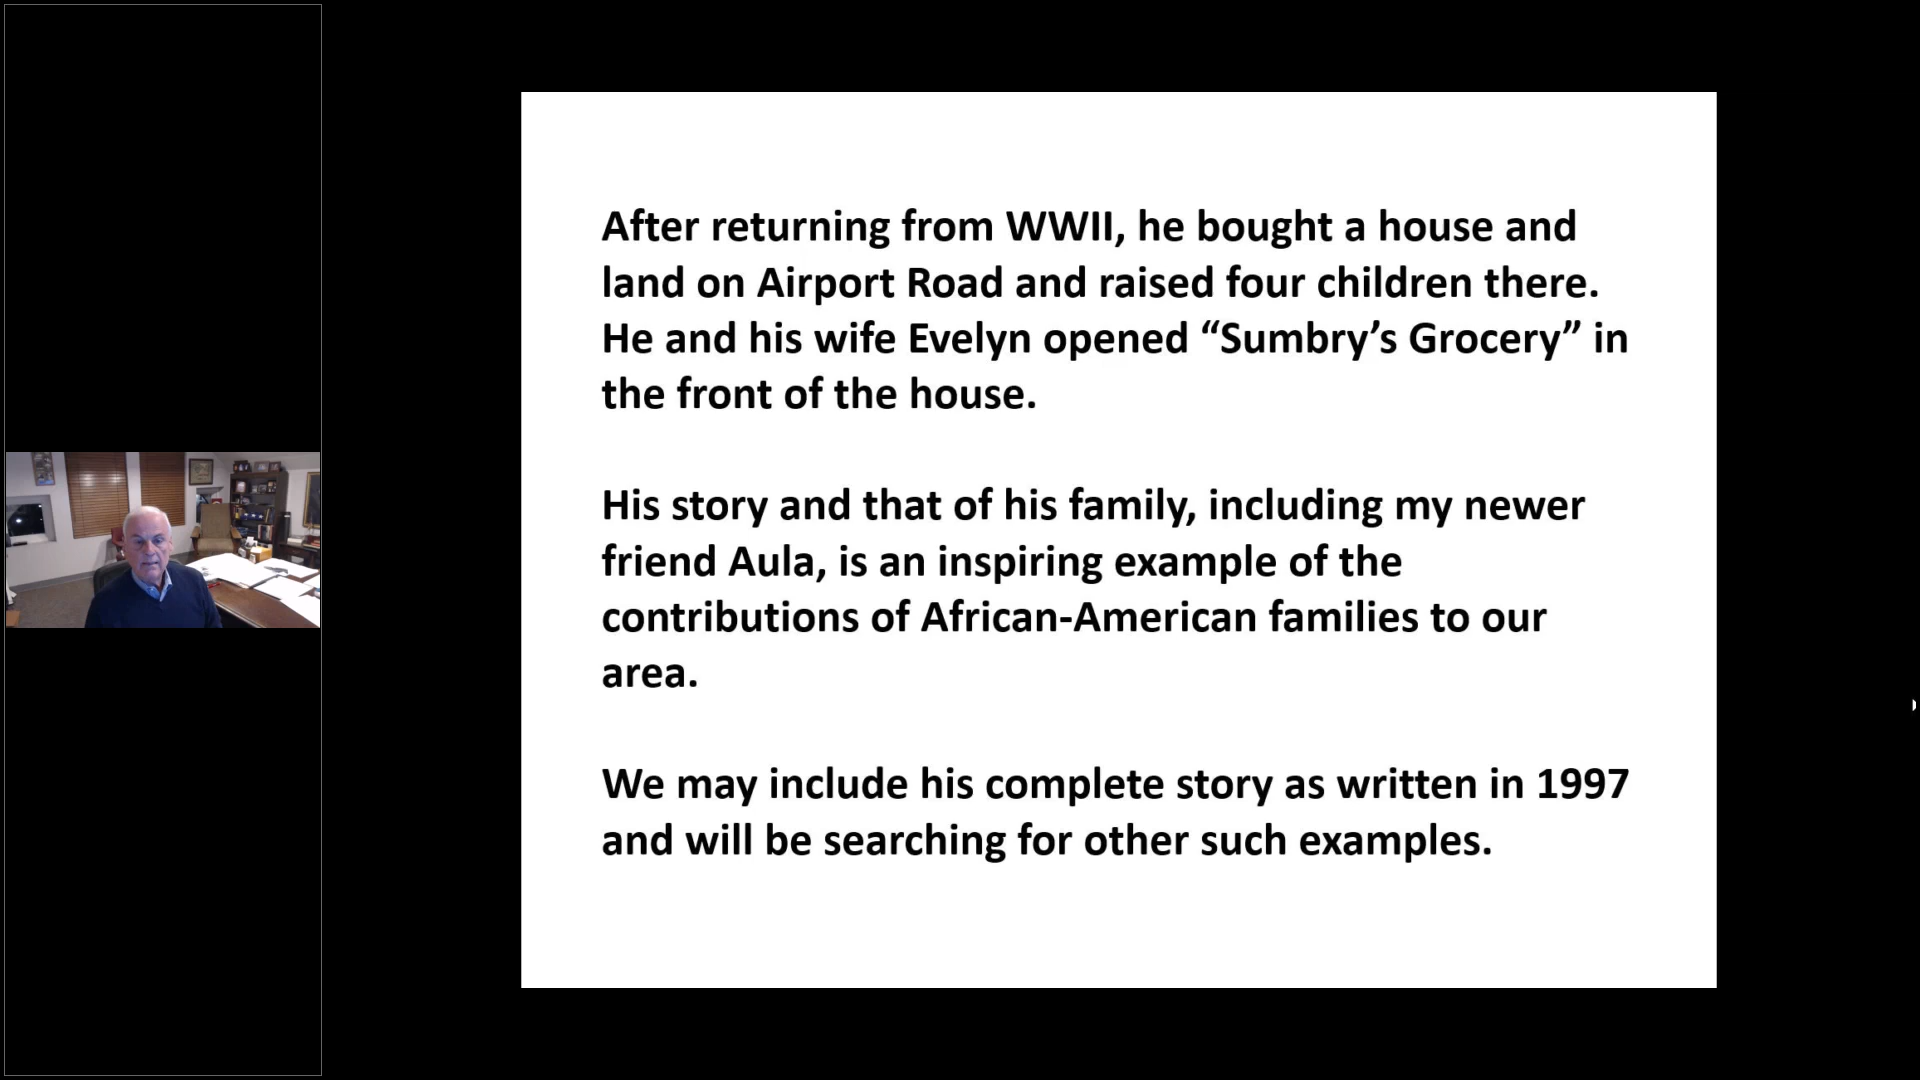 After returning from WWII, he bought a house and
land on Airport Road and raised four children there.
He and his wife Evelyn opened “Sumbry’s Grocery” in
the front of the house.
His story and that of his family, including my newer
friend Aula, is an inspiring example of the
contributions of African-American families to our
area.
We may include his complete story as written in 1997
and will be searching for other such examples.